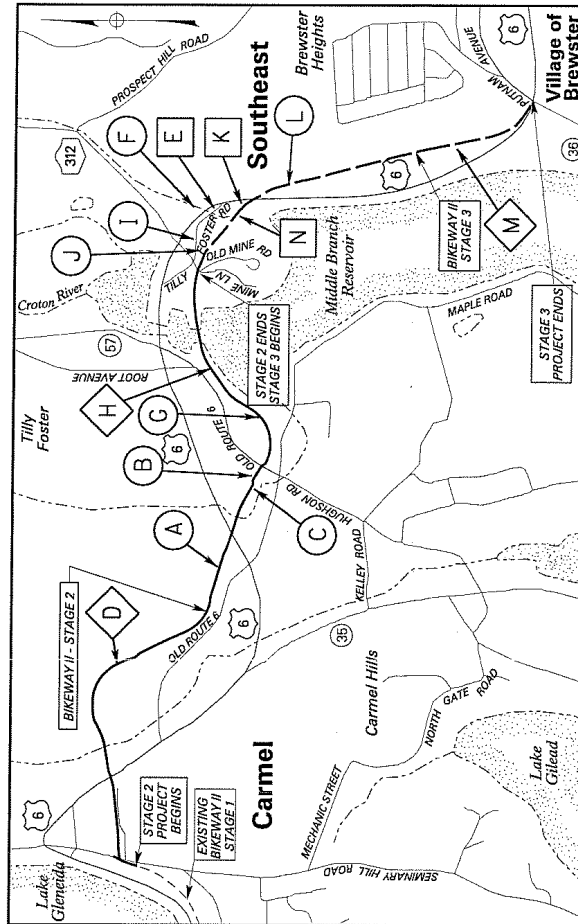 6
Lake
Gleneida
STAGE 2
PROJECT
BEGINS
EXISTING
BIKEWAY II
STAGE 1
Carmel
BIKEWAY II - STAGE 2
D
OLD ROUTE 6
6
35
MECHANIC STREET
SEMINARY HILL ROAD
Carmel Hills
NORTH GATE ROAD
Lake
Gilead
KELLEY ROAD
HUGHSON RD
A
B
C
Tilly
Foster
6
OLD ROUTE 6
G
H
ROOT AVENUE
57
Croton River
STAGE 2 ENDS
STAGE 3 BEGINS
Middle Branch
Reservoir
MAPLE ROAD
TILLY
FOSTER RD
OLD MINE RD
MINE LN
J
I
312
PROSPECT HILL ROAD
F
E
K
N
Southeast
L
Brewster
Heights
6
BIKEWAY II
STAGE 3
M
STAGE 3
PROJECT ENDS
36
PUTNAM
AVENUE
6
Village of
Brewster